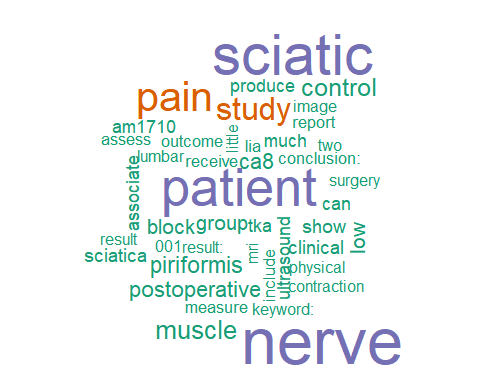 sciatic
produce control
pain study image
report
am1710
assess outcome little lia much two
lumbar receive ca8 conclusion:
associate patient surgery
can
block group tka show
result 001 result: mri ultrasound clinical low
sciatica
piriformis include physical
postoperative contraction
measure keyword:
muscle nerve